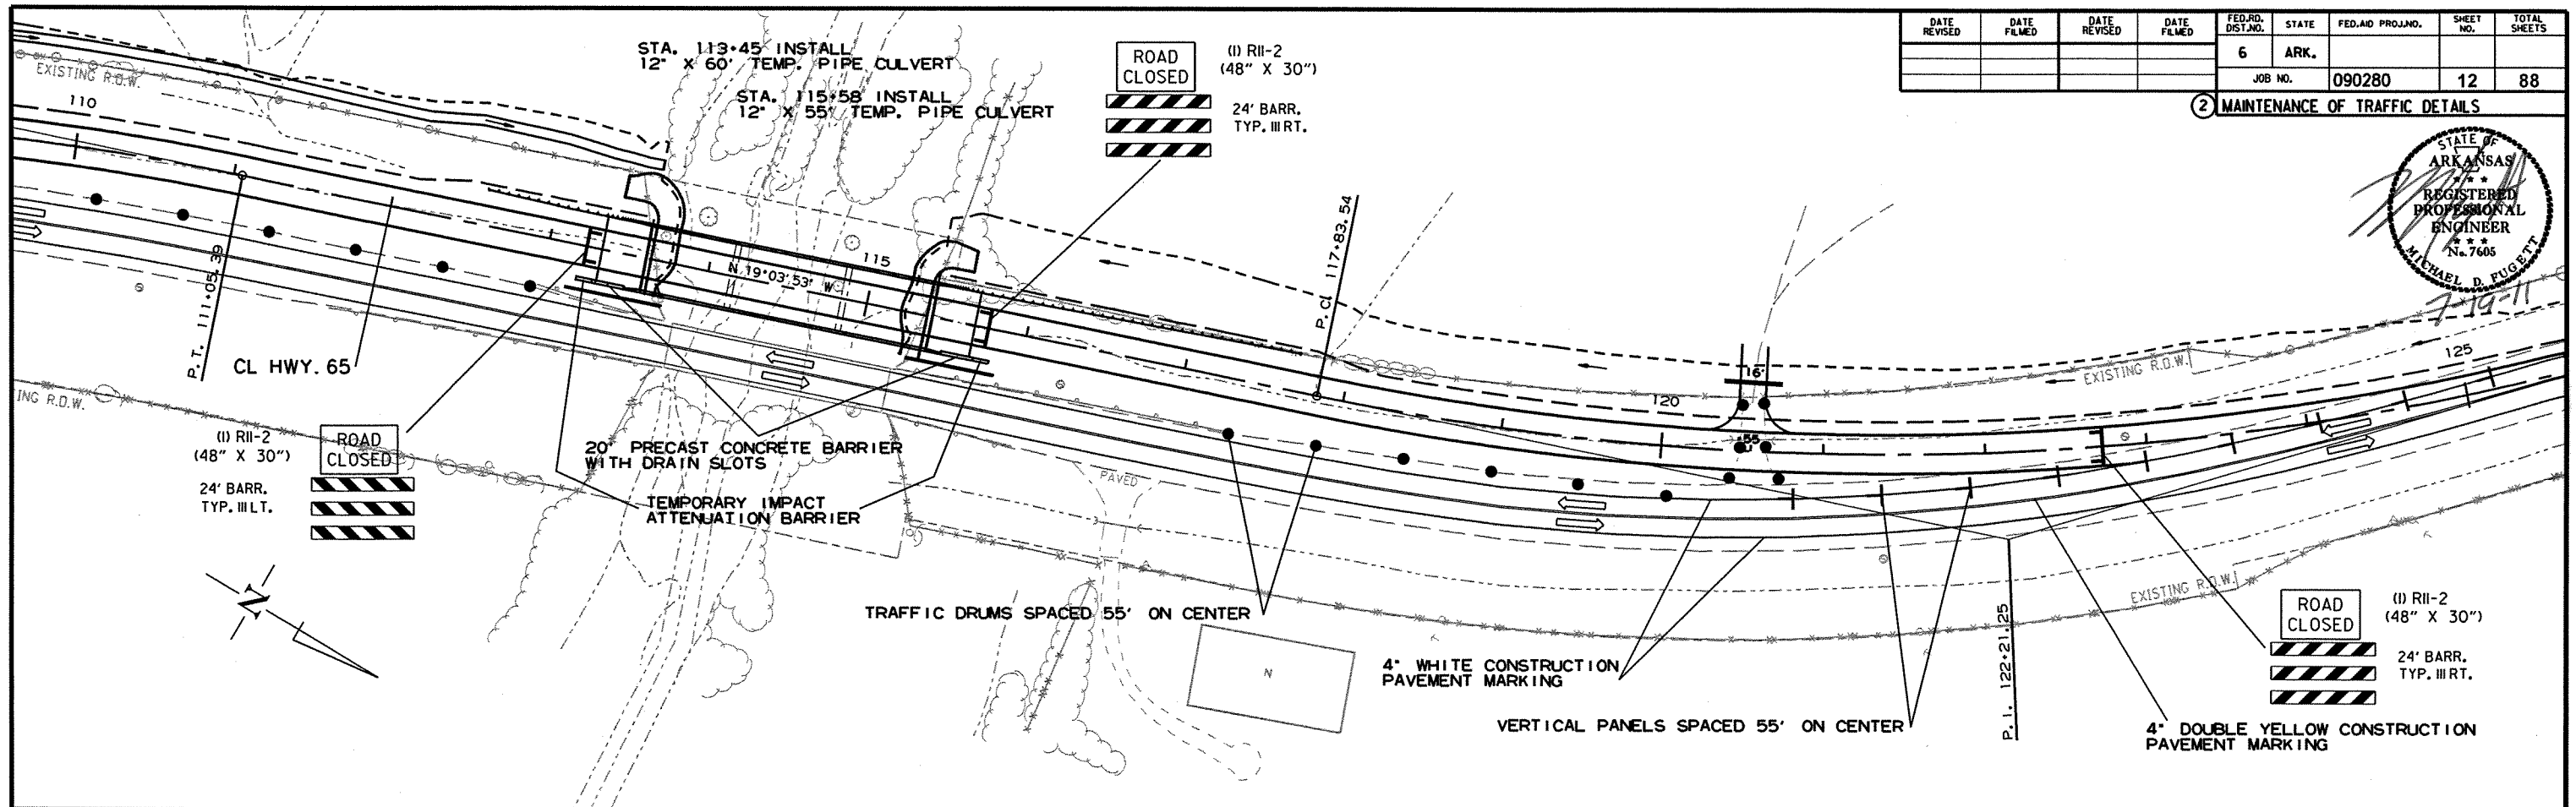 DATE REVISED
DATE FILMED
DATE REVISED
DATE FILMED
FED.RD. DIST.NO.
STATE
FED.AID PROJ.NO.
SHEET NO.
TOTAL SHEETS
6
ARK.
JOB NO.
090280
12
88
2 MAINTENANCE OF TRAFFIC DETAILS
STATE OF
ARKANSAS
REGISTERED
PROFESSIONAL
ENGINEER
No. 7605
MICHAEL D. FUGETT
7-19-11
STA. 113+45 INSTALL
12" X 60' TEMP. PIPE CULVERT
STA. 115+58 INSTALL
12" X 55' TEMP. PIPE CULVERT
ROAD
CLOSED
(1) R11-2
(48" X 30")
24' BARR.
TYP. III RT.
EXISTING R.O.W.
110
P.T. 111+05.39
CL HWY. 65
N 19°03'53" W
115
P.C. 117+83.54
120
16'
55'
EXISTING R.O.W.
125
ING R.O.W.
(1) R11-2
(48" X 30")
ROAD
CLOSED
24' BARR.
TYP. III LT.
20' PRECAST CONCRETE BARRIER
WITH DRAIN SLOTS
TEMPORARY IMPACT
ATTENUATION BARRIER
PAVED
N
TRAFFIC DRUMS SPACED 55' ON CENTER
N
4" WHITE CONSTRUCTION
PAVEMENT MARKING
VERTICAL PANELS SPACED 55' ON CENTER
P.I. 122+21.25
EXISTING R.O.W.
ROAD
CLOSED
(1) R11-2
(48" X 30")
24' BARR.
TYP. III RT.
4" DOUBLE YELLOW CONSTRUCTION
PAVEMENT MARKING